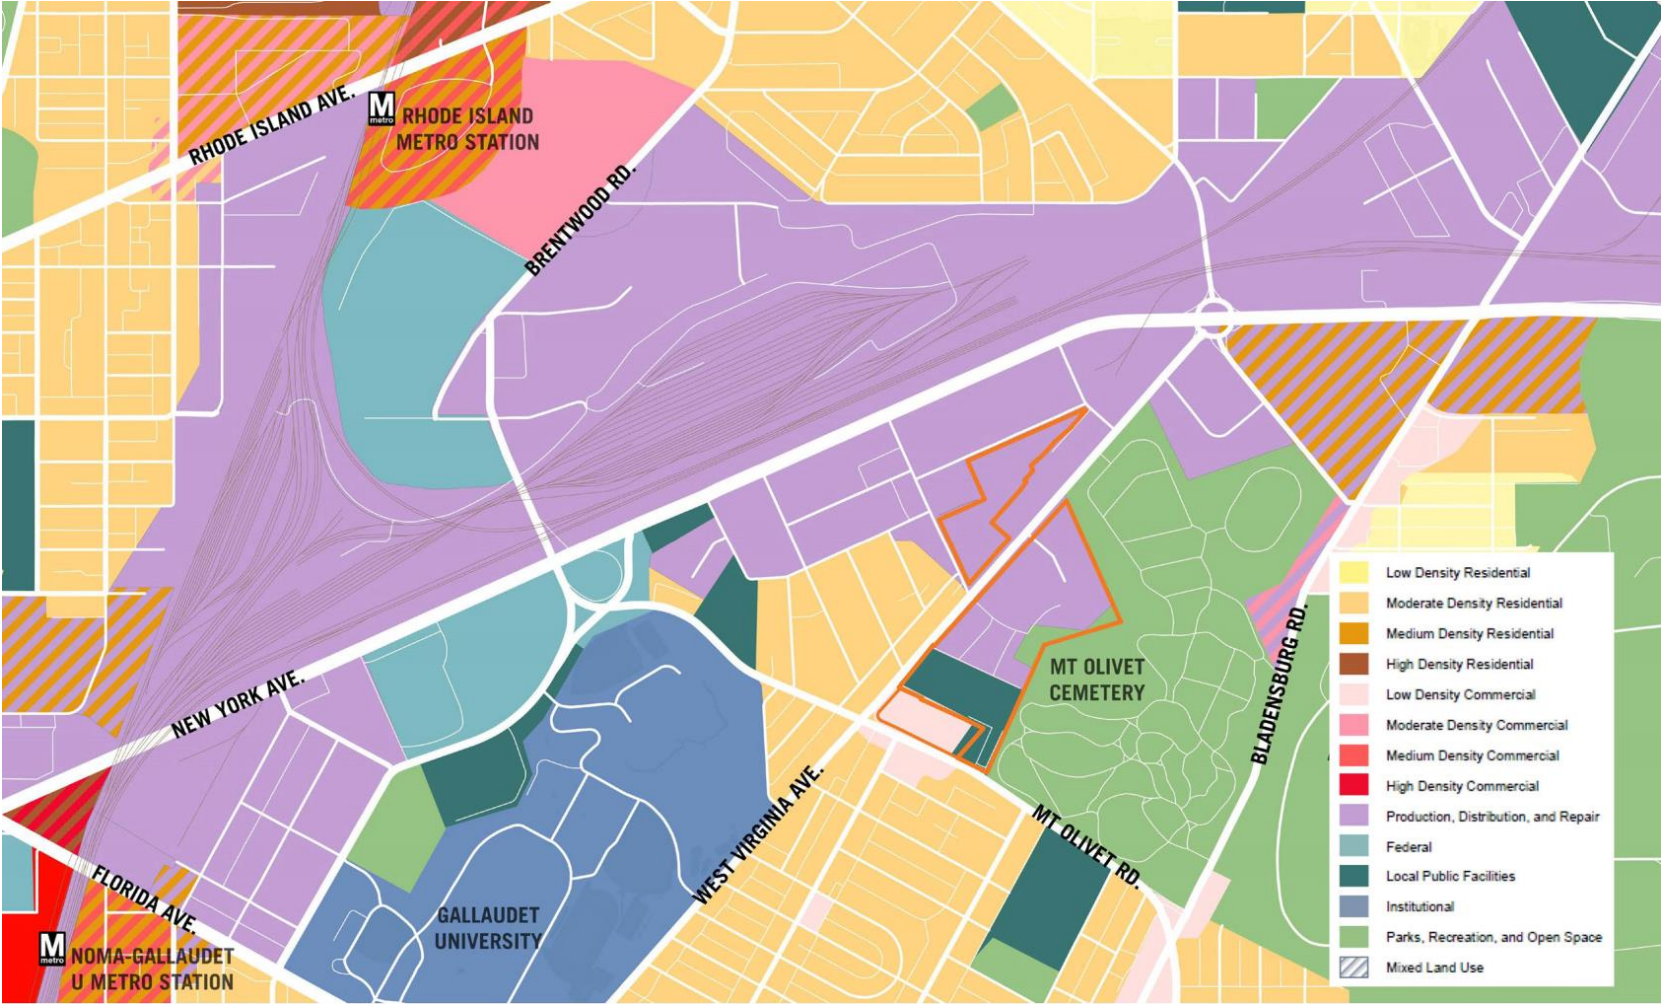 RHODE ISLAND AVE.
M
metro
RHODE ISLAND
METRO STATION
BRENTWOOD RD.
NEW YORK AVE.
MT OLIVET
CEMETERY
BLADENSBURG RD.
WEST VIRGINIA AVE.
MT OLIVET RD.
FLORIDA AVE.
GALLAUDET
UNIVERSITY
M
metro
NOMA-GALLAUDET
U METRO STATION
Low Density Residential
Moderate Density Residential
Medium Density Residential
High Density Residential
Low Density Commercial
Moderate Density Commercial
Medium Density Commercial
High Density Commercial
Production, Distribution, and Repair
Federal
Local Public Facilities
Institutional
Parks, Recreation, and Open Space
Mixed Land Use